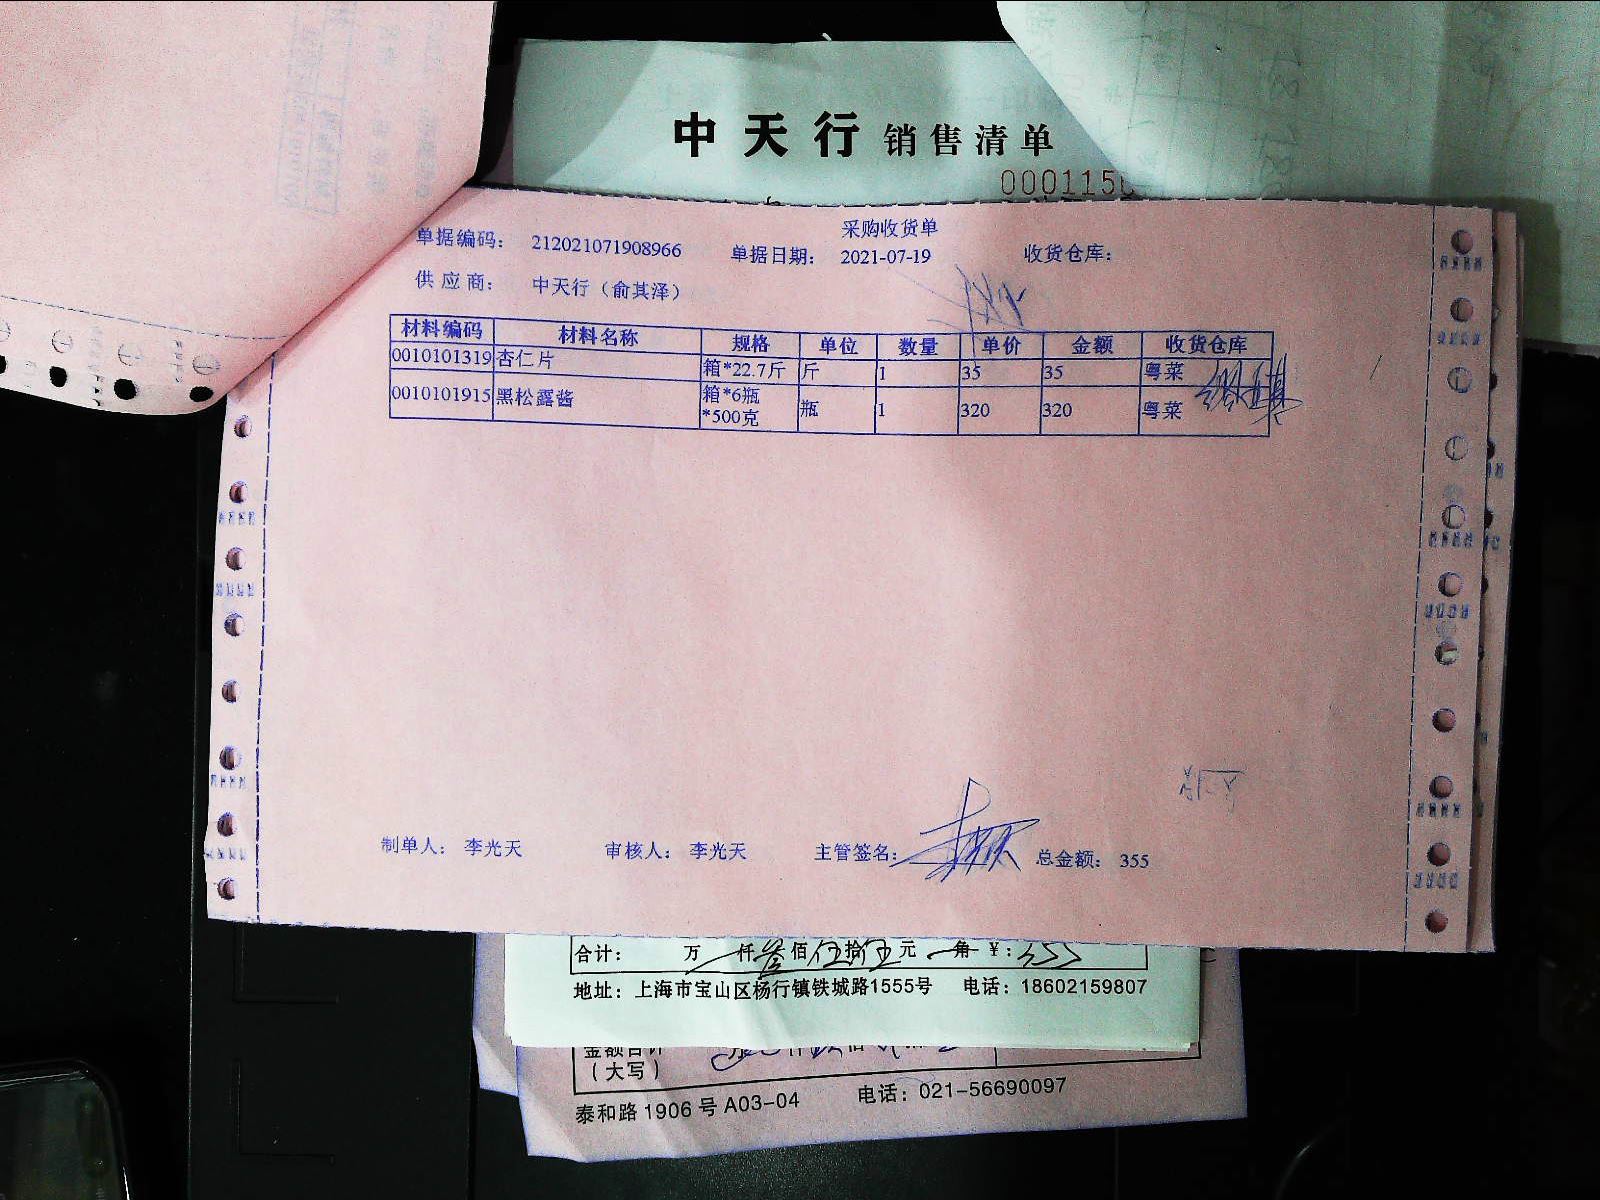 中天行 销售清单
采购收货单
单据编码： 212021071908966 单据日期： 2021-07-19 收货仓库：
供应商： 中天行（俞其泽）
材料编码 材料名称 规格 单位 数量 单价 金额 收货仓库
0010101319 杏仁片 箱*22.7斤 斤 1 35 35 粤菜
0010101915 黑松露酱 箱*6瓶 瓶 1 320 320 粤菜
*500克
制单人： 李光天 审核人： 李光天 主管签名： 总金额： 355
合计： 万 仟叁佰伍拾伍元 角 ¥：355
地址：上海市宝山区杨行镇铁城路1555号 电话：18602159807
金额合计
（大写）
泰和路1906号A03-04 电话：021-56690097